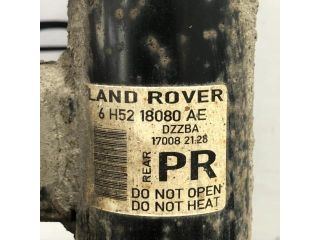 LAND ROVER
6 H52 18080 AE
DZZBA
17008 21:28
REAR PR
DO NOT OPEN
DO NOT HEAT